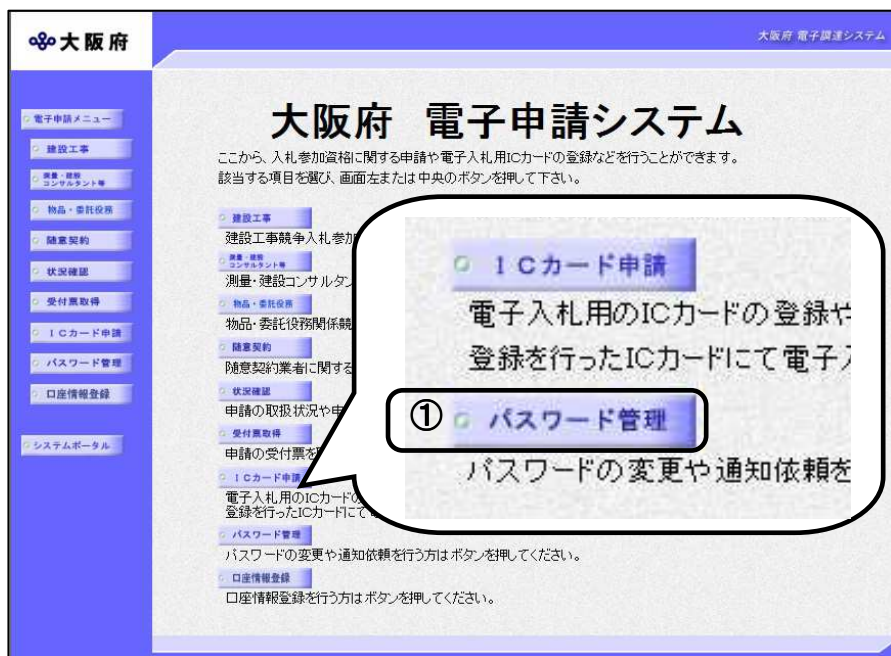 大阪府
大阪府 電子調達システム
電子申請メニュー
建設工事
測量・建設
コンサルタント等
物品・委託役務
随意契約
状況確認
受付票取得
ICカード申請
パスワード管理
口座情報登録
システムポータル
大阪府 電子申請システム
ここから、入札参加資格に関する申請や電子入札用ICカードの登録などを行うことができます。
該当する項目を選び、画面左または中央のボタンを押して下さい。
建設工事
建設工事競争入札参加
測量・建設
コンサルタント等
測量・建設コンサルタン
物品・委託役務
物品・委託役務関係競
随意契約
随意契約業者に関する
状況確認
申請の取扱状況や申
受付票取得
申請の受付票を
ICカード申請
電子入札用のICカードの
登録を行ったICカードにて
パスワード管理
パスワードの変更や通知依頼を行う方はボタンを押してください。
口座情報登録
口座情報登録を行う方はボタンを押してください。
ICカード申請
電子入札用のICカードの登録や
登録を行ったICカードにて電子入
① パスワード管理
パスワードの変更や通知依頼を